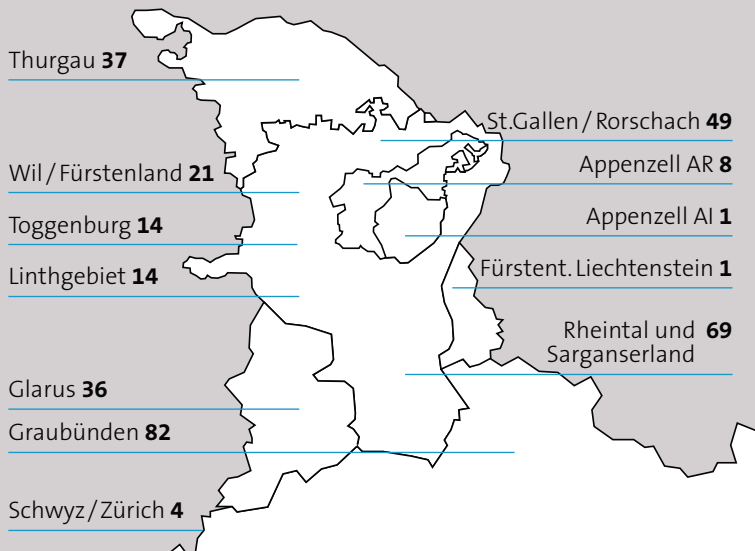 Thurgau 37
Wil / Fürstenland 21
Toggenburg 14
Linthgebiet 14
Glarus 36
Graubünden 82
Schwyz / Zürich 4
St.Gallen / Rorschach 49
Appenzell AR 8
Appenzell AI 1
Fürstent. Liechtenstein 1
Rheintal und 69
Sarganserland